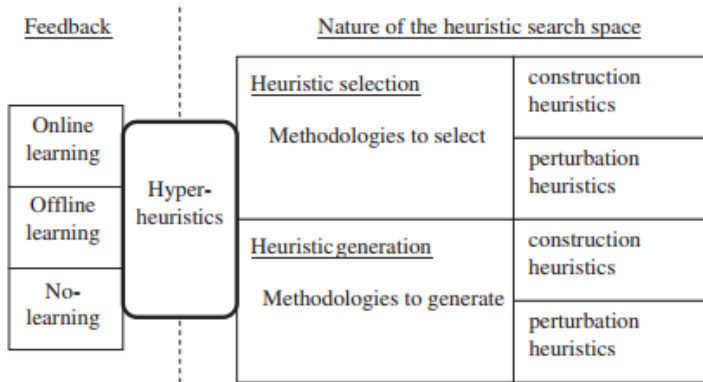 Feedback
Nature of the heuristic search space
Online
learning
Offline
learning
No-
learning
Hyper-
heuristics
Heuristic selection
Methodologies to select
construction
heuristics
perturbation
heuristics
Heuristic generation
Methodologies to generate
construction
heuristics
perturbation
heuristics